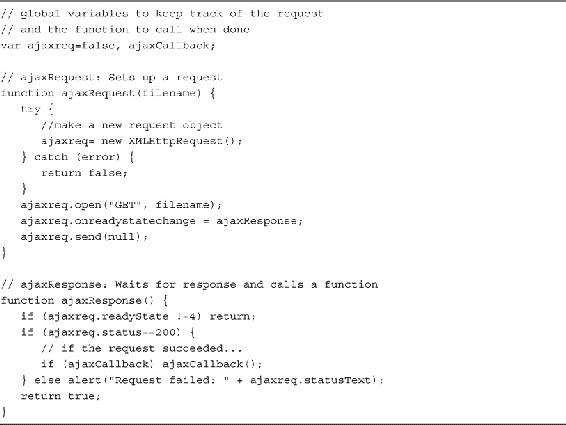 // global variables to keep track of the request
// and the function to call when done
var ajaxreq=false, ajaxCallback;

// ajaxRequest: Sets up a request
function ajaxRequest(filename) {
   try {
      //make a new request object
      ajaxreq= new XMLHttpRequest();
   } catch (error) {
      return false;
   }
   ajaxreq.open("GET", filename);
   ajaxreq.onreadystatechange = ajaxResponse;
   ajaxreq.send(null);
}

// ajaxResponse: Waits for response and calls a function
function ajaxResponse() {
   if (ajaxreq.readyState !=4) return;
   if (ajaxreq.status==200) {
      // if the request succeeded...
      if (ajaxCallback) ajaxCallback();
   } else alert("Request failed: " + ajaxreq.statusText);
   return true;
}